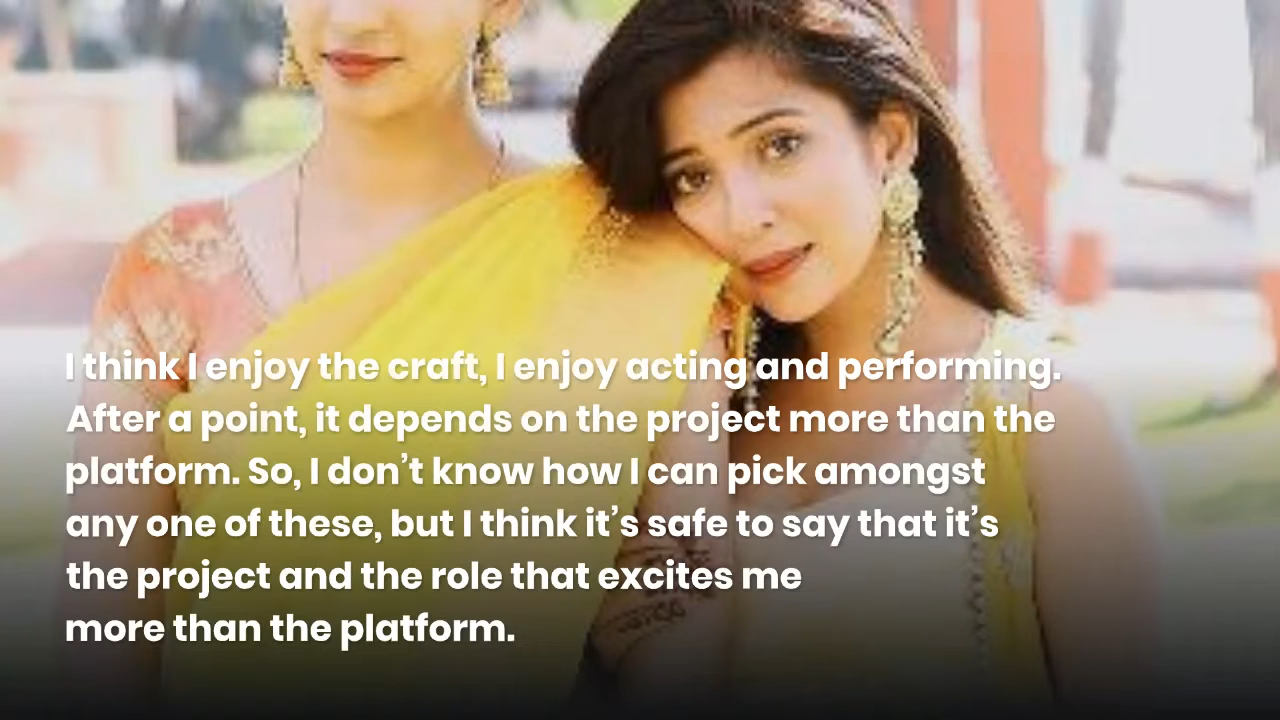 I think I enjoy the craft, I enjoy acting and performing.
After a point, it depends on the project more than the
platform. So, I don’t know how I can pick amongst
any one of these, but I think it’s safe to say that it’s
the project and the role that excites me
more than the platform.